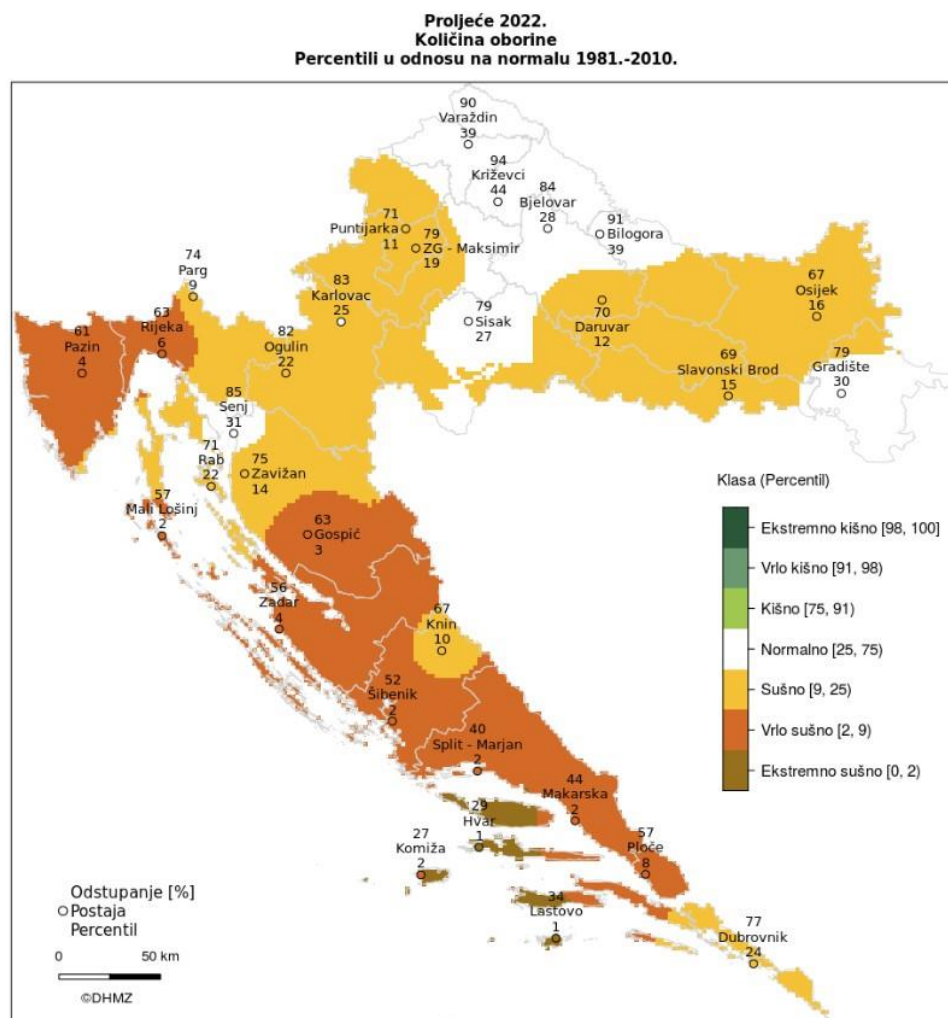 Proljeće 2022.
Količina oborine
Percentili u odnosu na normalu 1981.-2010.
90
Varaždin
39
94
Križevci
44
84
Bjelovar
28
91
Bilogora
39
71
Puntijarka
11
79
ZG - Maksimir
19
74
Parg
9
83
Karlovac
25
79
Sisak
27
70
Daruvar
12
67
Osijek
16
61
Pazin
4
63
Rijeka
6
82
Ogulin
22
69
Slavonski Brod
15
79
Gradište
30
85
Senj
31
71
Rab
22
75
Zavižan
14
57
Mali Lošinj
2
63
Gospić
3
56
Zadar
4
67
Knin
10
52
Šibenik
2
40
Split - Marjan
2
44
Makarska
2
29
Hvar
1
27
Komiža
2
57
Ploče
8
34
Lastovo
1
77
Dubrovnik
24
Klasa (Percentil)
Ekstremno kišno [98, 100]
Vrlo kišno [91, 98)
Kišno [75, 91)
Normalno [25, 75)
Sušno [9, 25)
Vrlo sušno [2, 9)
Ekstremno sušno [0, 2)
Odstupanje [%]
Postaja
Percentil
0 50 km
©DHMZ